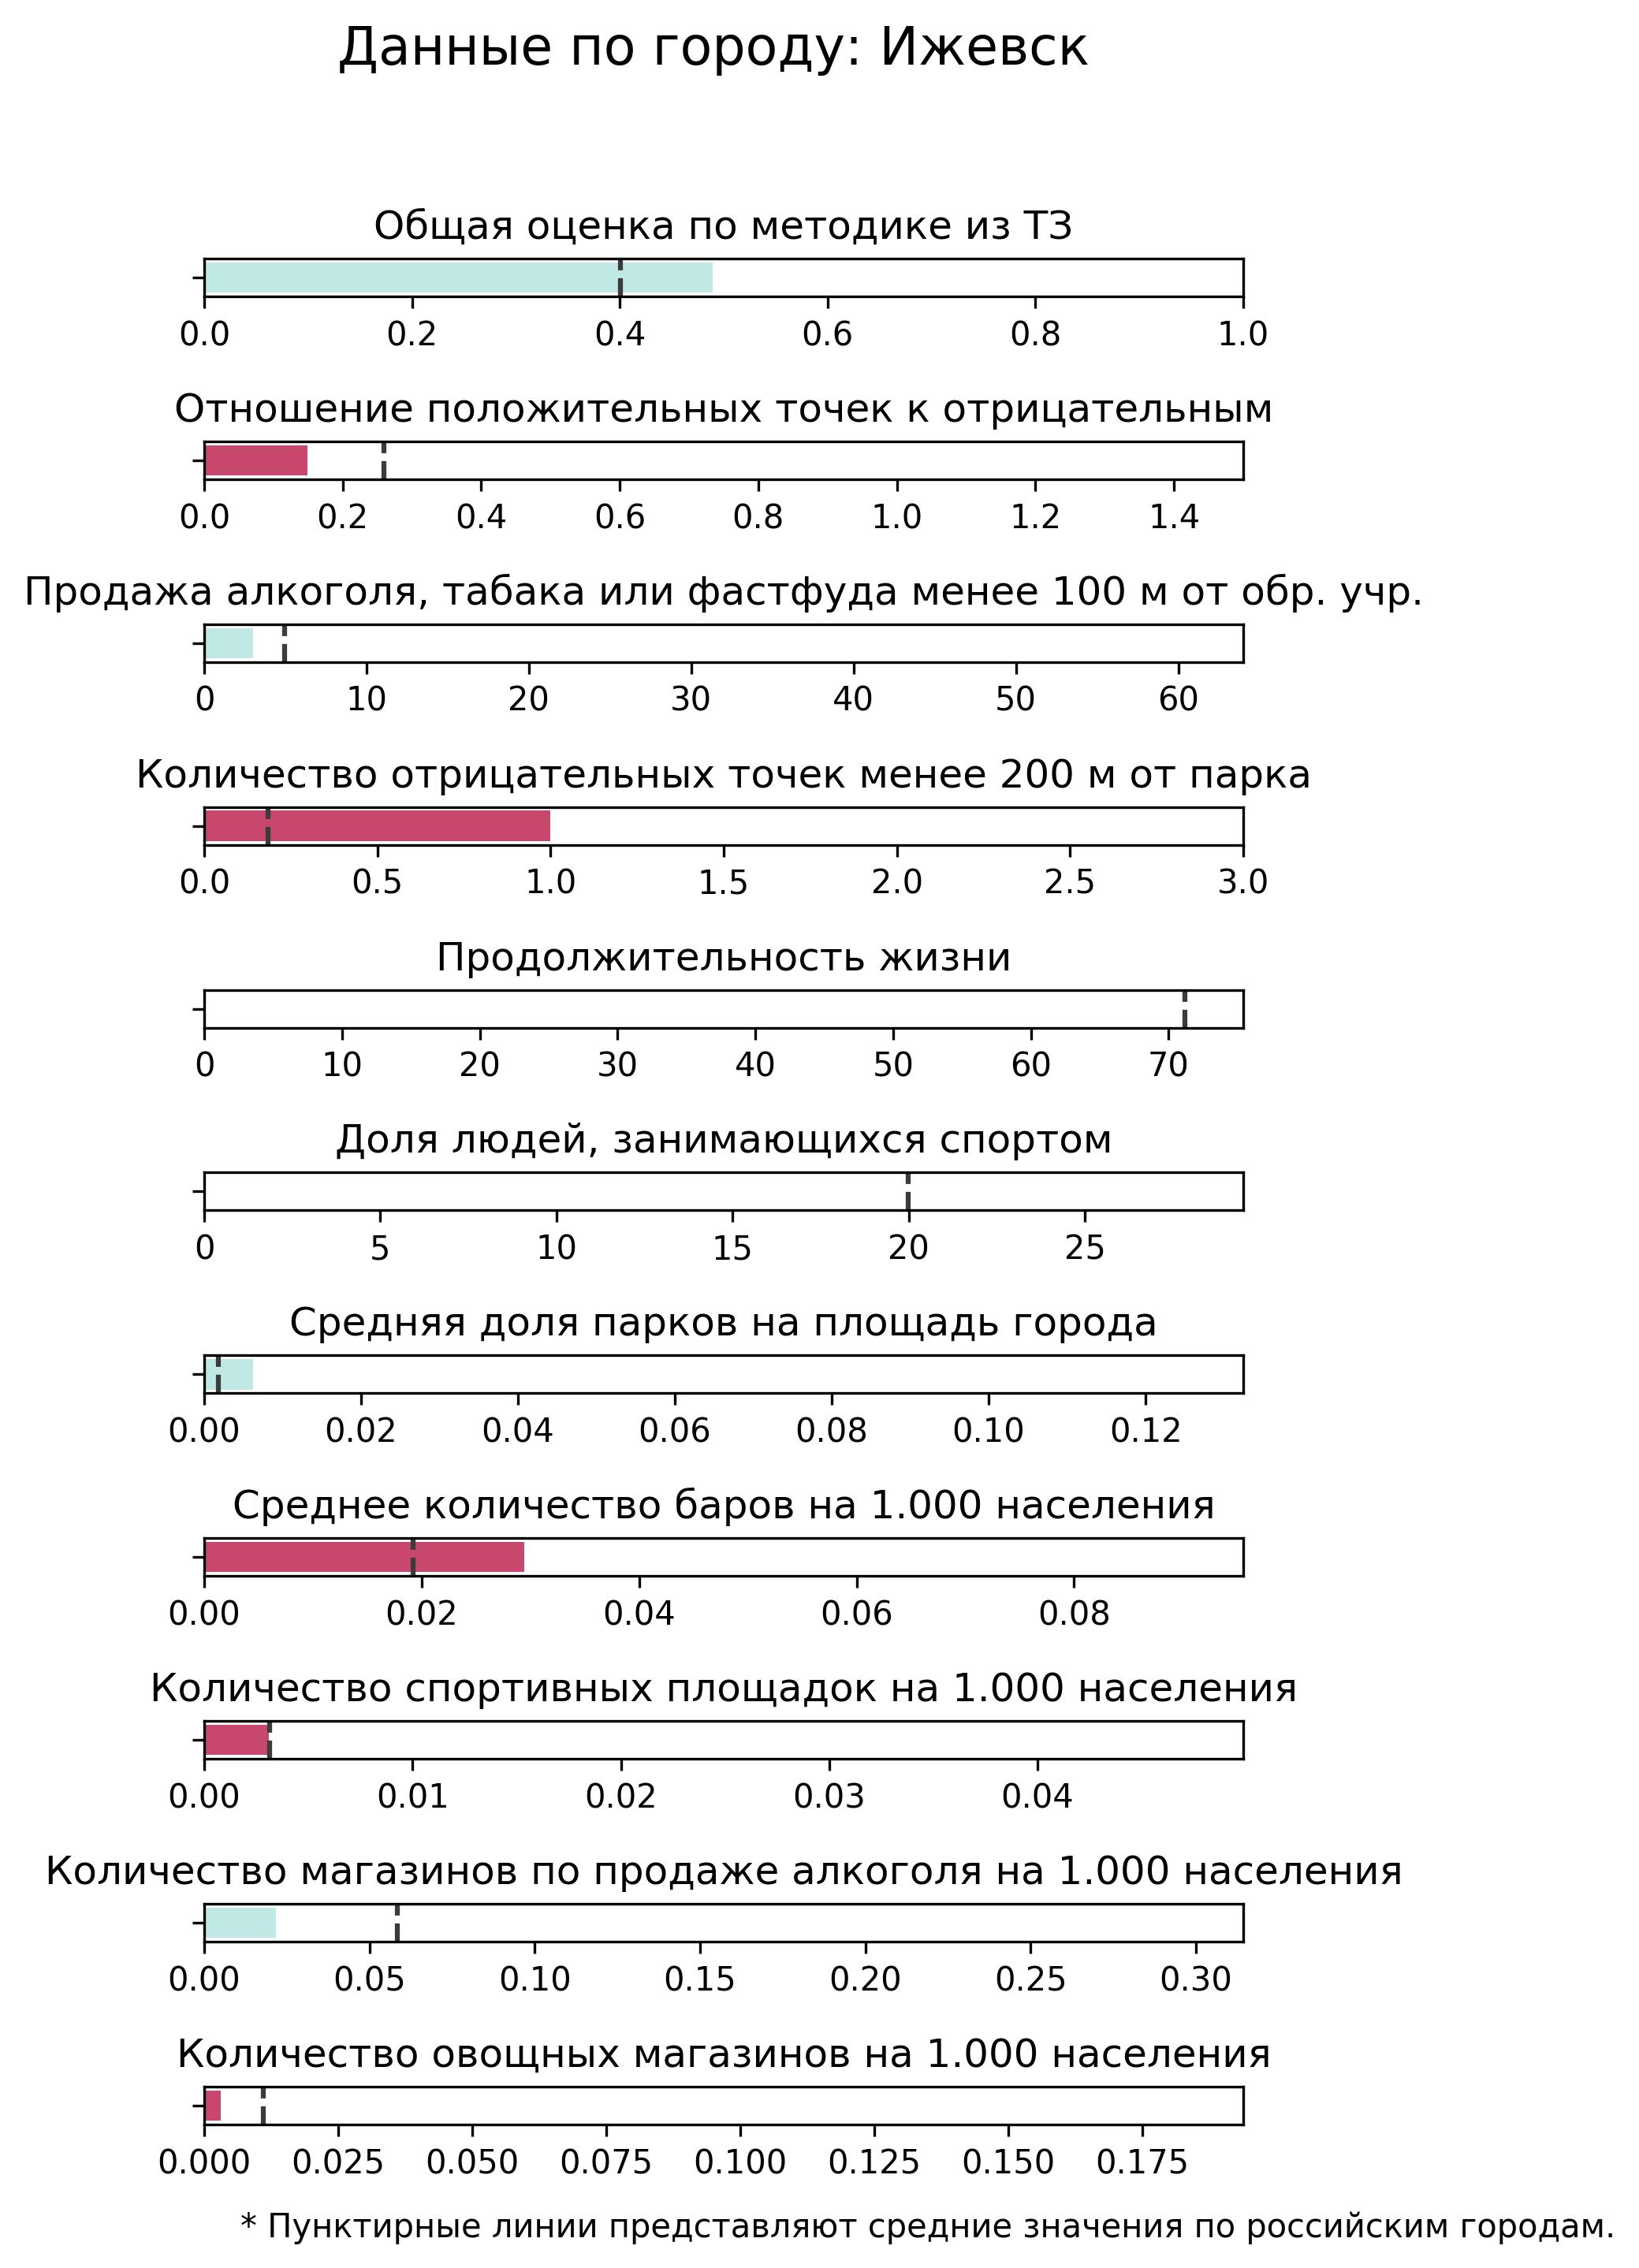 Данные по городу: Ижевск
Общая оценка по методике из ТЗ
0.0 0.2 0.4 0.6 0.8 1.0
Отношение положительных точек к отрицательным
0.0 0.2 0.4 0.6 0.8 1.0 1.2 1.4
Продажа алкоголя, табака или фастфуда менее 100 м от обр. учр.
0 10 20 30 40 50 60
Количество отрицательных точек менее 200 м от парка
0.0 0.5 1.0 1.5 2.0 2.5 3.0
Продолжительность жизни
0 10 20 30 40 50 60 70
Доля людей, занимающихся спортом
0 5 10 15 20 25
Средняя доля парков на площадь города
0.00 0.02 0.04 0.06 0.08 0.10 0.12
Среднее количество баров на 1.000 населения
0.00 0.02 0.04 0.06 0.08
Количество спортивных площадок на 1.000 населения
0.00 0.01 0.02 0.03 0.04
Количество магазинов по продаже алкоголя на 1.000 населения
0.00 0.05 0.10 0.15 0.20 0.25 0.30
Количество овощных магазинов на 1.000 населения
0.000 0.025 0.050 0.075 0.100 0.125 0.150 0.175
* Пунктирные линии представляют средние значения по российским городам.